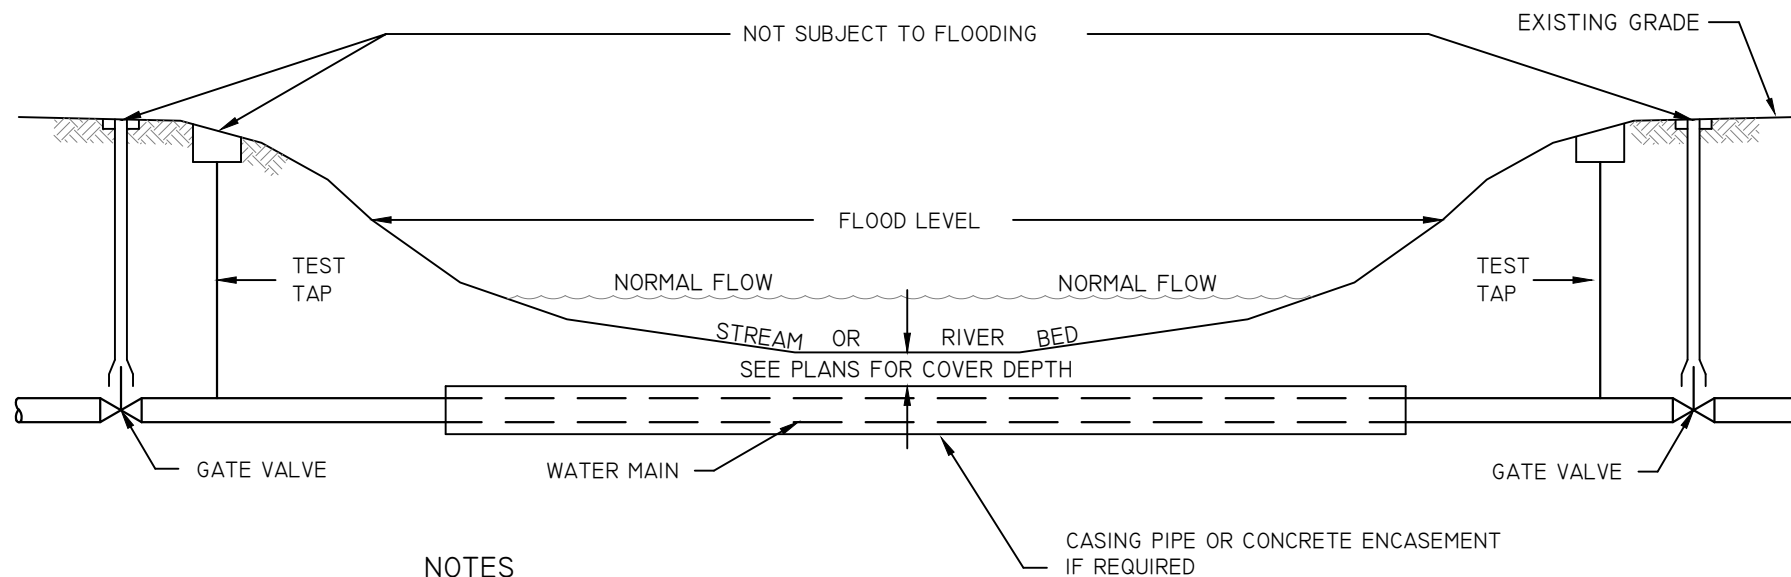 EXISTING GRADE
NOT SUBJECT TO FLOODING
FLOOD LEVEL
TEST
TAP
NORMAL FLOW
NORMAL FLOW
TEST
TAP
STREAM OR RIVER BED
SEE PLANS FOR COVER DEPTH
GATE VALVE
WATER MAIN
GATE VALVE
CASING PIPE OR CONCRETE ENCASEMENT
IF REQUIRED
NOTES